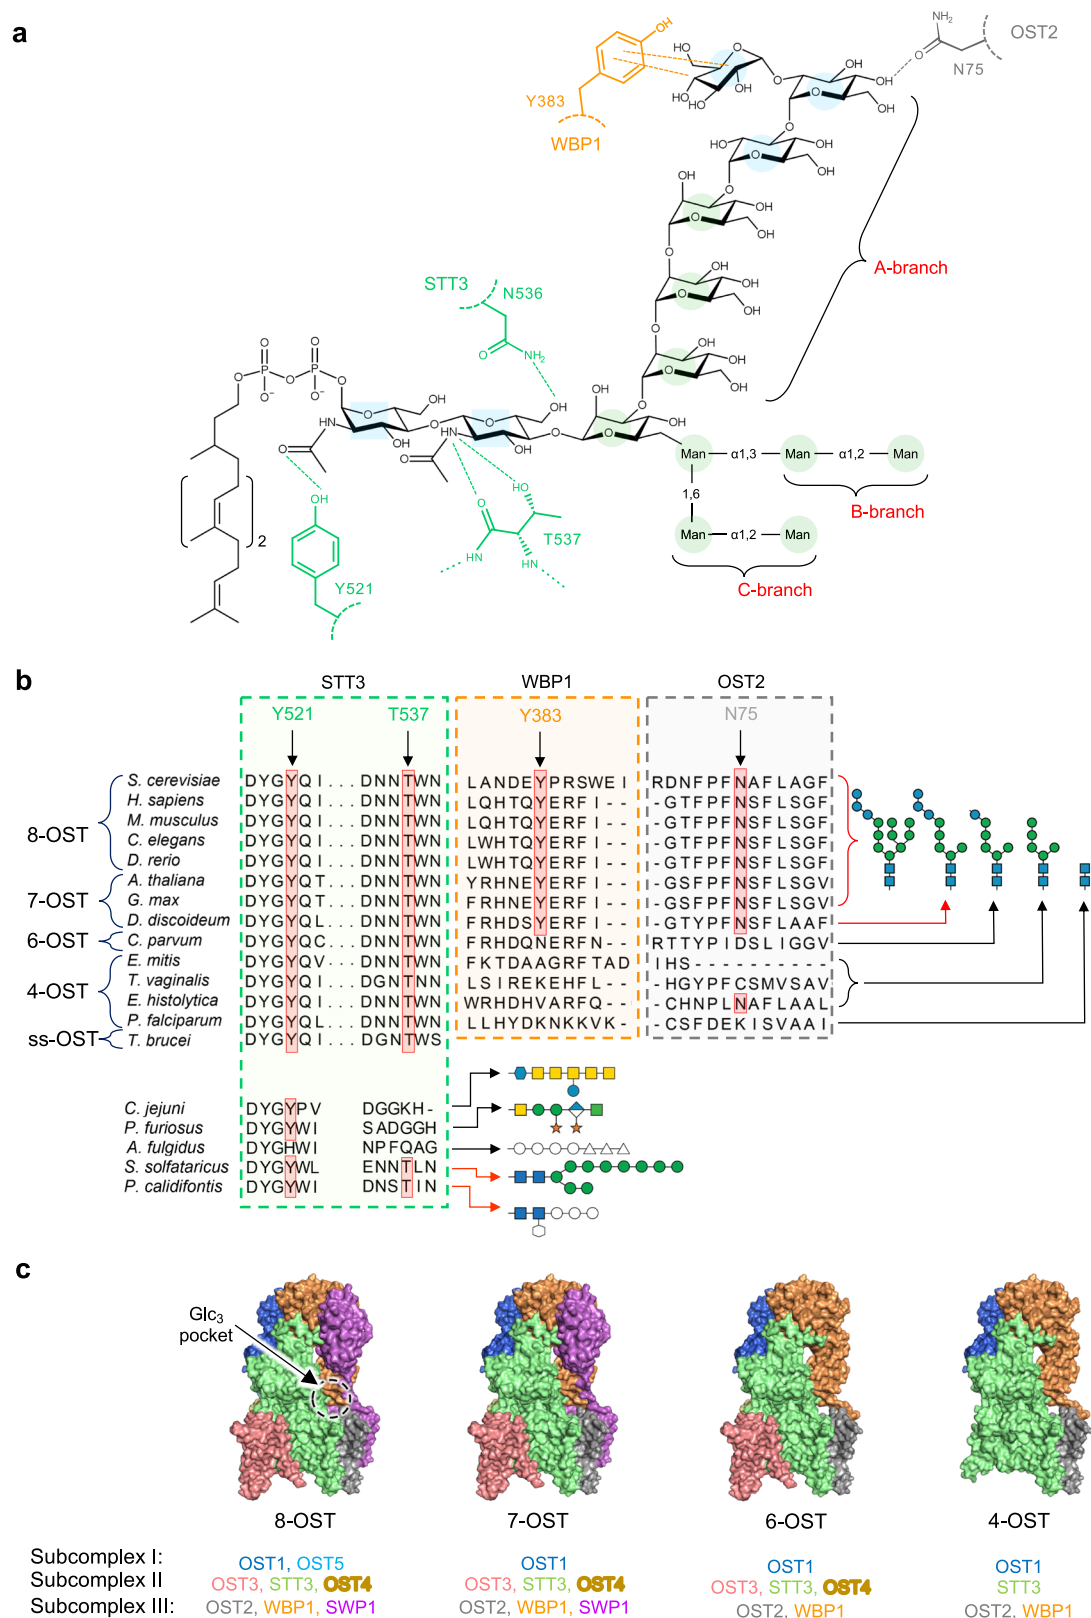 a
OH
NH₂
OST2
O
N75
Y383
WBP1
HO
OH
O
O
OH
O
OH
HO
OH
HO
O
OH
O
HO
OH
O
OH
OH
OH
O
O
OH
A-branch
O
OH
O
OH
OH
O
OH
O
OH
O
OH
STT3
N536
O
NH₂
O
O
O
P
O
P
O
O⁻
O⁻
O
OH
HN
OH
O
O
OH
HN
OH
O
OH
O
OH
O
O
O
Man
α1,3
Man
α1,2
Man
1,6
B-branch
Man
α1,2
Man
C-branch
OH
HO
O
T537
HN
HN
2
Y521
b
STT3
WBP1
OST2
Y521
T537
Y383
N75
8-OST
S. cerevisiae DYGYQI...DNNTWN LANDEYPRSWEI RDNFPFNAFLAGF
H. sapiens DYGYQI...DNNTWN LQHTQYERFI-- -GTFPFNSFLSGF
M. musculus DYGYQI...DNNTWN LQHTQYERFI-- -GTFPFNSFLSGF
C. elegans DYGYQI...DNNTWN LWHTQYERFI-- -GTFPFNSFLSGF
D. rerio DYGYQI...DNNTWN LWHTQYERFI-- -GTFPFNSFLSGF
7-OST
A. thaliana DYGYQT...DNNTWN YRHNEYERFI-- -GSFPFNSFLSGV
G. max DYGYQT...DNNTWN FRHNEYERFI-- -GSFPFNSFLSGV
D. discoideum DYGYQL...DNNTWN FRHDSYERFI-- -GTYPFNSFLAAF
6-OST
C. parvum DYGYQC...DNNTWN FRHDQNERFN-- RTTYPIDSLIGGV
4-OST
E. mitis DYGYQV...DNNTWN FKTDAAGRFTAD IHS----------
T. vaginalis DYGYQI...DGNTNN LSIREKEHFL-- -HGYPFCSMVSAV
E. histolytica DYGYQI...DNNTWN WRHDHVARFQ-- -CHNPLNAFLAAL
P. falciparum DYGYQL...DNNTWN LLHYDKNKKVK- -CSFDEKISVAAI
ss-OST
T. brucei DYGYQI...DGNTWS
C. jejuni DYGYPV DGGKH-
P. furiosus DYGYWI SADGGH
A. fulgidus DYGHWI NPFQAG
S. solfataricus DYGYWL ENNTLN
P. calidifontis DYGYWI DNSTIN
c
Glc₃
pocket
8-OST
7-OST
6-OST
4-OST
Subcomplex I: OST1, OST5 OST1 OST1 OST1
Subcomplex II OST3, STT3, OST4 OST3, STT3, OST4 OST3, STT3, OST4 STT3
Subcomplex III: OST2, WBP1, SWP1 OST2, WBP1, SWP1 OST2, WBP1 OST2, WBP1